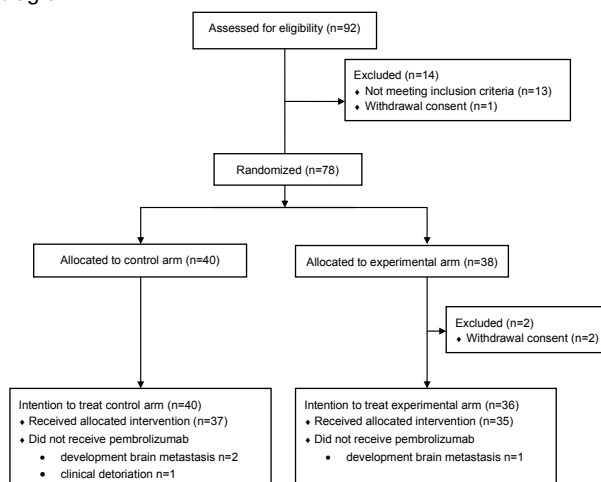 Assessed for eligibility (n=92)
Excluded (n=14)
♦ Not meeting inclusion criteria (n=13)
♦ Withdrawal consent (n=1)
Randomized (n=78)
Allocated to control arm (n=40)
Allocated to experimental arm (n=38)
Excluded (n=2)
♦ Withdrawal consent (n=2)
Intention to treat control arm (n=40)
♦ Received allocated intervention (n=37)
♦ Did not receive pembrolizumab
• development brain metastasis n=2
• clinical detoriation n=1
Intention to treat experimental arm (n=36)
♦ Received allocated intervention (n=35)
♦ Did not receive pembrolizumab
• development brain metastasis n=1